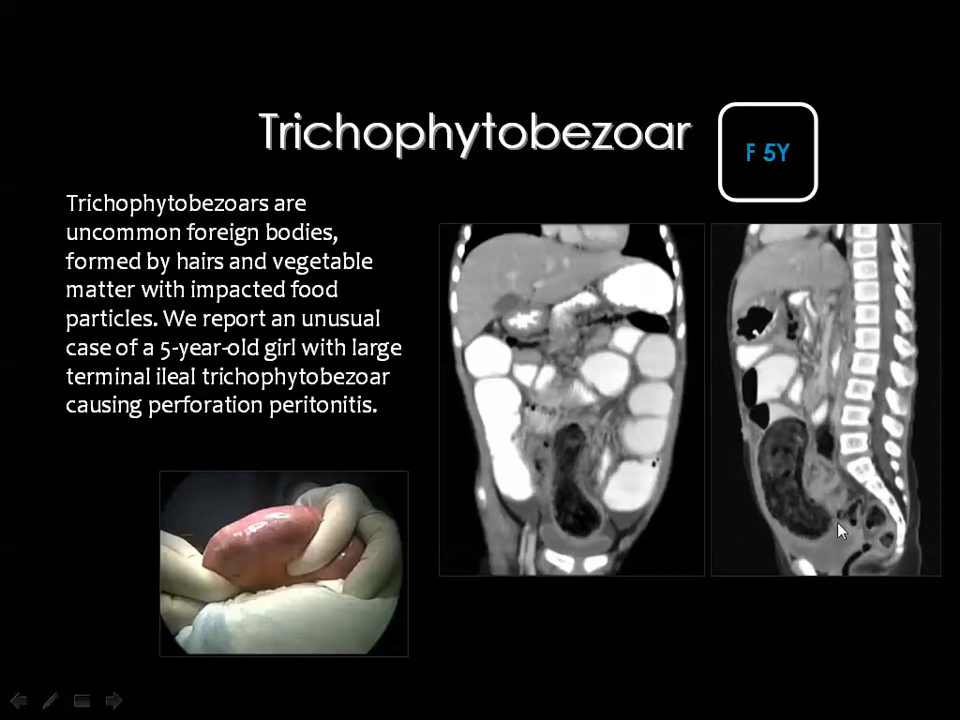 Trichophytobezoar
F 5Y
Trichophytobezoars are
uncommon foreign bodies,
formed by hairs and vegetable
matter with impacted food
particles. We report an unusual
case of a 5-year-old girl with large
terminal ileal trichophytobezoar
causing perforation peritonitis.